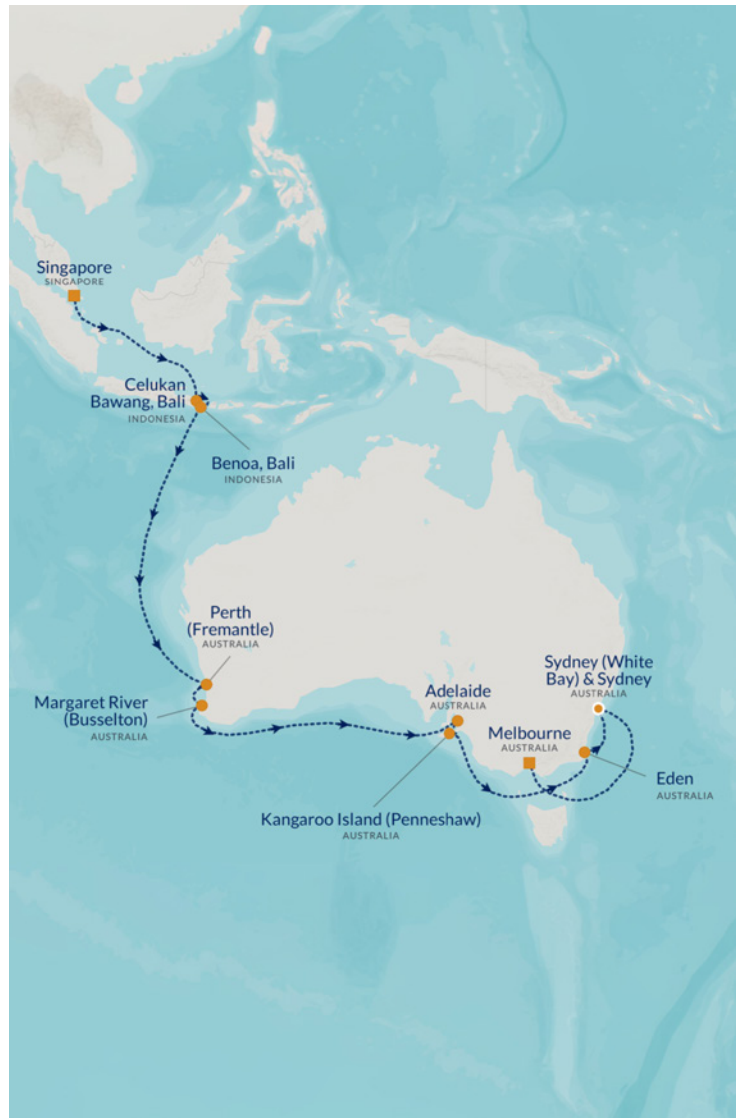 Singapore
SINGAPORE
Celukan
Bawang, Bali
INDONESIA
Benoa, Bali
INDONESIA
Perth
(Fremantle)
AUSTRALIA
Margaret River
(Busselton)
AUSTRALIA
Adelaide
AUSTRALIA
Sydney (White
Bay) & Sydney
AUSTRALIA
Melbourne
AUSTRALIA
Eden
AUSTRALIA
Kangaroo Island (Penneshaw)
AUSTRALIA